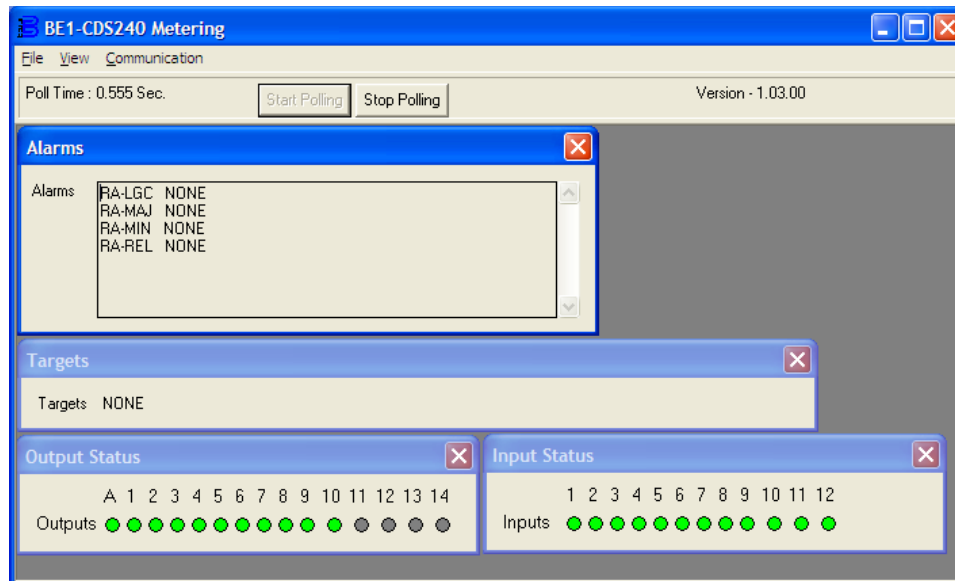 BE1-CDS240 Metering
File View Communication
Poll Time : 0.555 Sec. Start Polling Stop Polling Version - 1.03.00
Alarms
Alarms RA-LGC NONE
RA-MAJ NONE
RA-MIN NONE
RA-REL NONE
Targets
Targets NONE
Output Status
A 1 2 3 4 5 6 7 8 9 10 11 12 13 14
Outputs
Input Status
1 2 3 4 5 6 7 8 9 10 11 12
Inputs